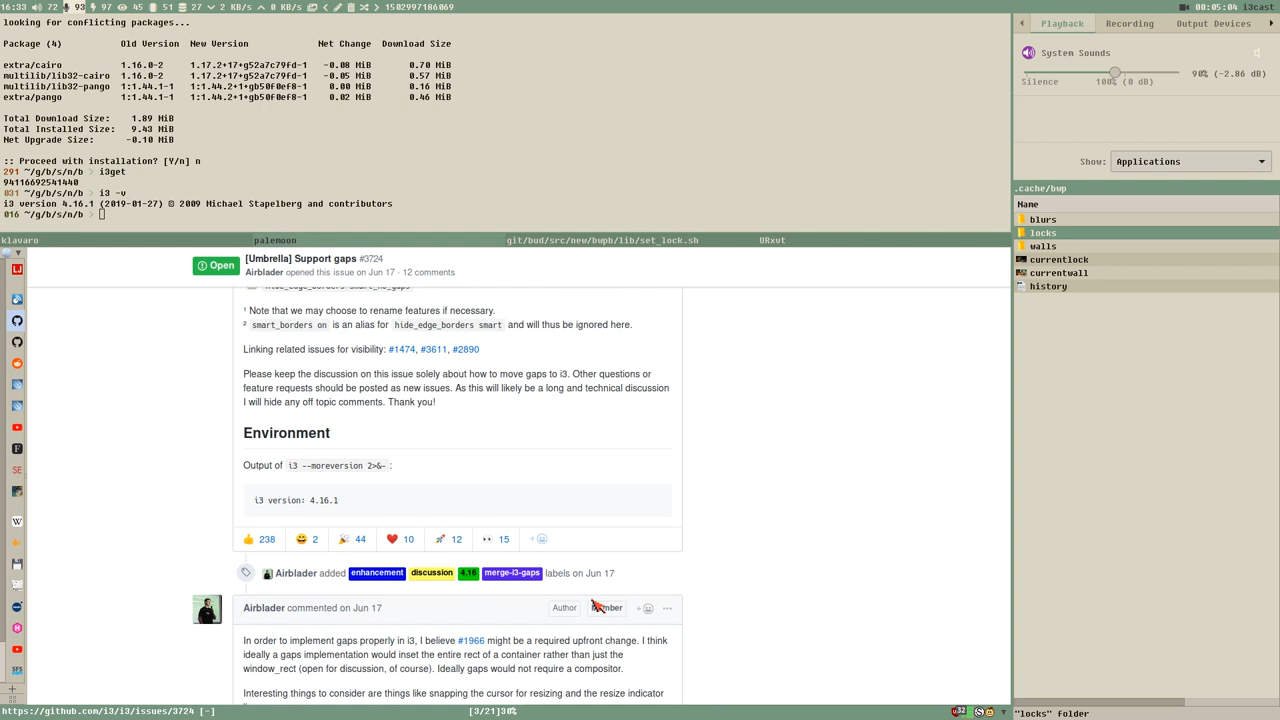 16:33 72 93 97 45 51 27 2 KB/s 0 KB/s 1502997186069 00:05:04 i3cast
looking for conflicting packages...
Package (4) Old Version New Version Net Change Download Size
extra/cairo 1.16.0-2 1.17.2+17+g52a7c79fd-1 -0.08 MiB 0.70 MiB
multilib/lib32-cairo 1.16.0-2 1.17.2+17+g52a7c79fd-1 -0.05 MiB 0.57 MiB
multilib/lib32-pango 1:1.44.1-1 1:1.44.2+1+gb50f0ef8-1 0.00 MiB 0.16 MiB
extra/pango 1:1.44.1-1 1:1.44.2+1+gb50f0ef8-1 0.02 MiB 0.46 MiB
Total Download Size: 1.89 MiB
Total Installed Size: 9.43 MiB
Net Upgrade Size: -0.10 MiB
:: Proceed with installation? [Y/n] n
291 ~/g/b/s/n/b > i3get
94116692541440
031 ~/g/b/s/n/b > i3 -v
i3 version 4.16.1 (2019-01-27) © 2009 Michael Stapelberg and contributors
016 ~/g/b/s/n/b >
klavaro palemoon git/bud/src/new/bwpb/lib/set_lock.sh URxvt
Open
[Umbrella] Support gaps #3724
Airblader opened this issue on Jun 17 · 12 comments
hide_edge_borders smart_no_gaps
¹ Note that we may choose to rename features if necessary.
² smart_borders on is an alias for hide_edge_borders smart and will thus be ignored here.
Linking related issues for visibility: #1474, #3611, #2890
Please keep the discussion on this issue solely about how to move gaps to i3. Other questions or
feature requests should be posted as new issues. As this will likely be a long and technical discussion
I will hide any off topic comments. Thank you!
Environment
Output of i3 --moreversion 2>&- :
i3 version: 4.16.1
238 2 44 10 12 15
Airblader added enhancement discussion 4.16 merge-i3-gaps labels on Jun 17
Airblader commented on Jun 17 Author
In order to implement gaps properly in i3, I believe #1966 might be a required upfront change. I think
ideally a gaps implementation would inset the entire rect of a container rather than just the
window_rect (open for discussion, of course). Ideally gaps would not require a compositor.
Interesting things to consider are things like snapping the cursor for resizing and the resize indicator
https://github.com/i3/i3/issues/3724 [-] [3/21]30%
Playback Recording Output Devices
System Sounds
90% (-2.86 dB)
Silence 100% (0 dB)
Show: Applications
.cache/bwp
Name
blurs
locks
walls
currentlock
currentwall
history
"locks" folder